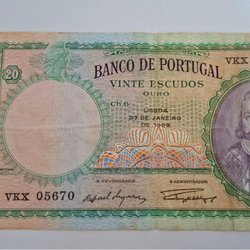 20
VKX
BANCO DE PORTUGAL
VINTE ESCUDOS
OURO
Ch.6
LISBOA
27 DE JANEIRO
DE 1959
O GOVERNADOR
O ADMINISTRADOR
VKX 05670